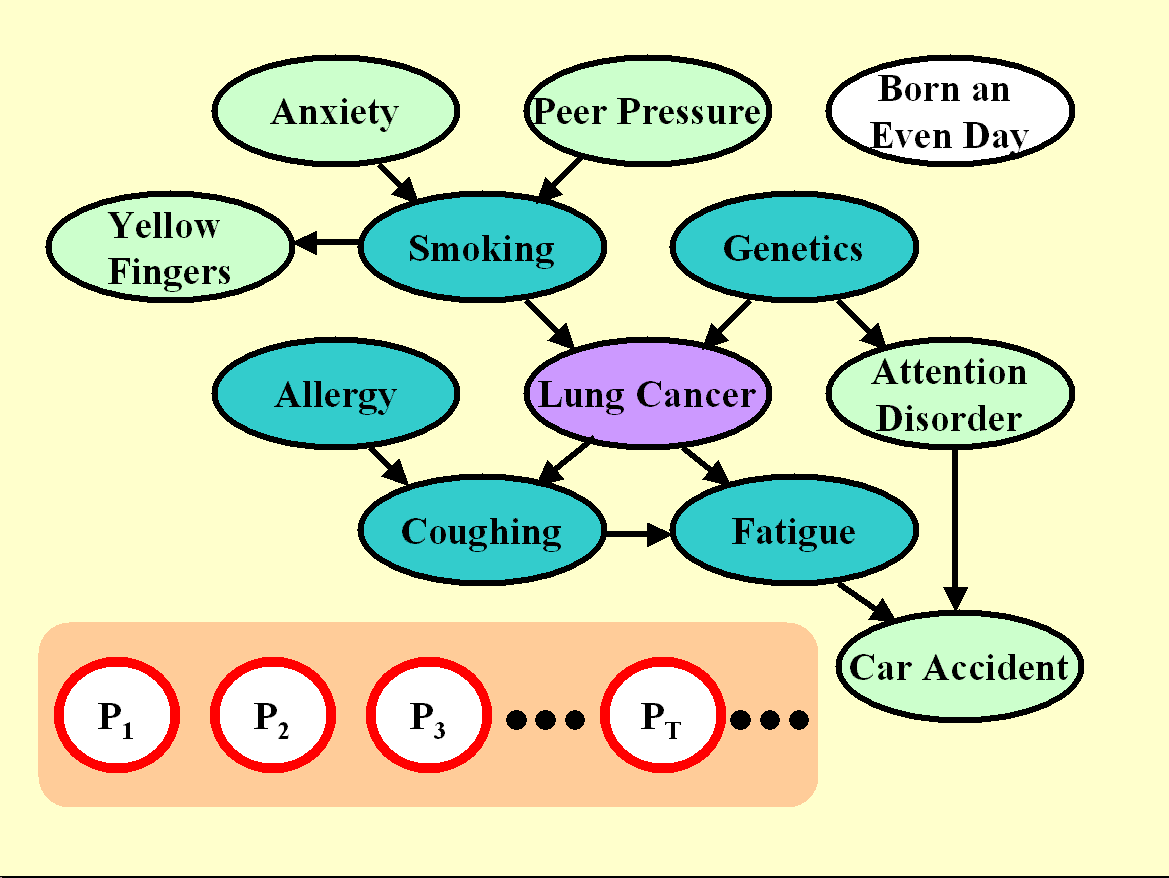 Anxiety
Peer Pressure
Born an
Even Day
Yellow
Fingers
Smoking
Genetics
Allergy
Lung Cancer
Attention
Disorder
Coughing
Fatigue
Car Accident
P1
P2
P3
PT